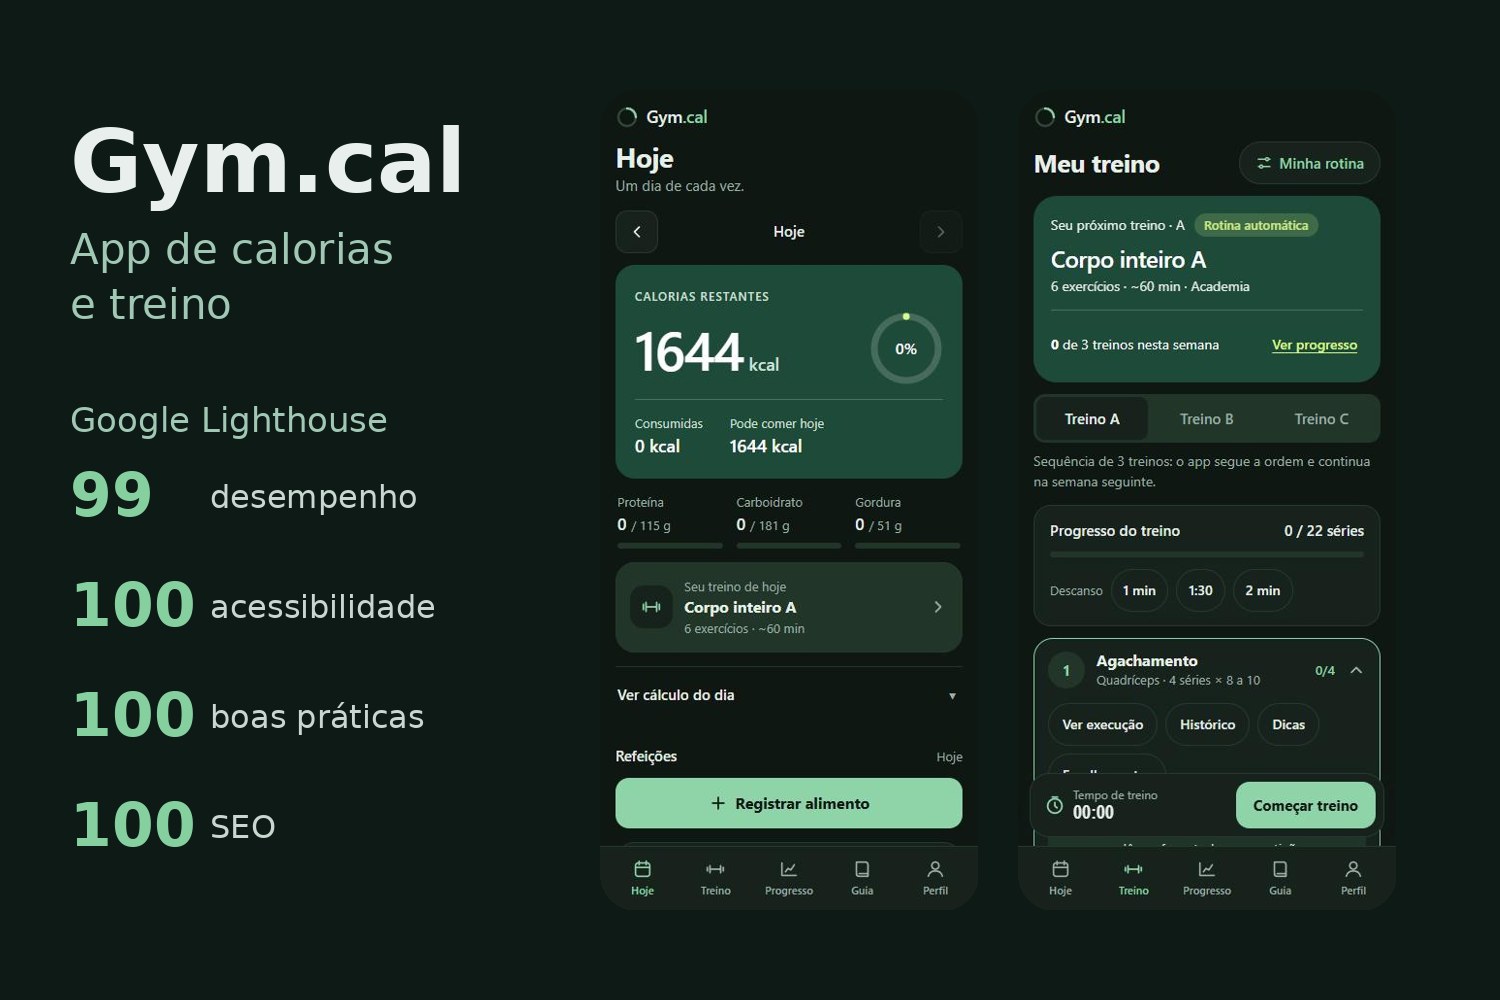 Gym.cal
App de calorias
e treino
Google Lighthouse
99 desempenho
100 acessibilidade
100 boas práticas
100 SEO
Gym.cal
Hoje
Um dia de cada vez.
Hoje
CALORIAS RESTANTES
1644 kcal
0%
Consumidas Pode comer hoje
0 kcal 1644 kcal
Proteína Carboidrato Gordura
0 / 115 g 0 / 181 g 0 / 51 g
Seu treino de hoje
Corpo inteiro A
6 exercícios · ~60 min
Ver cálculo do dia
Refeições Hoje
+ Registrar alimento
Hoje Treino Progresso Guia Perfil
Gym.cal
Meu treino Minha rotina
Seu próximo treino · A Rotina automática
Corpo inteiro A
6 exercícios · ~60 min · Academia
0 de 3 treinos nesta semana Ver progresso
Treino A Treino B Treino C
Sequência de 3 treinos: o app segue a ordem e continua
na semana seguinte.
Progresso do treino 0 / 22 séries
Descanso 1 min 1:30 2 min
1 Agachamento 0/4
Quadríceps · 4 séries × 8 a 10
Ver execução Histórico Dicas
Tempo de treino
00:00 Começar treino
Hoje Treino Progresso Guia Perfil